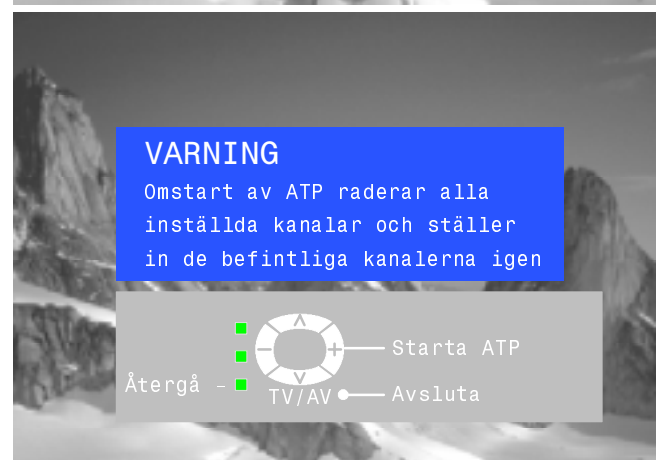 VARNING
Omstart av ATP raderar alla
inställda kanalar och ställer
in de befintliga kanalerna igen
Starta ATP
Återgå
TV/AV
Avsluta